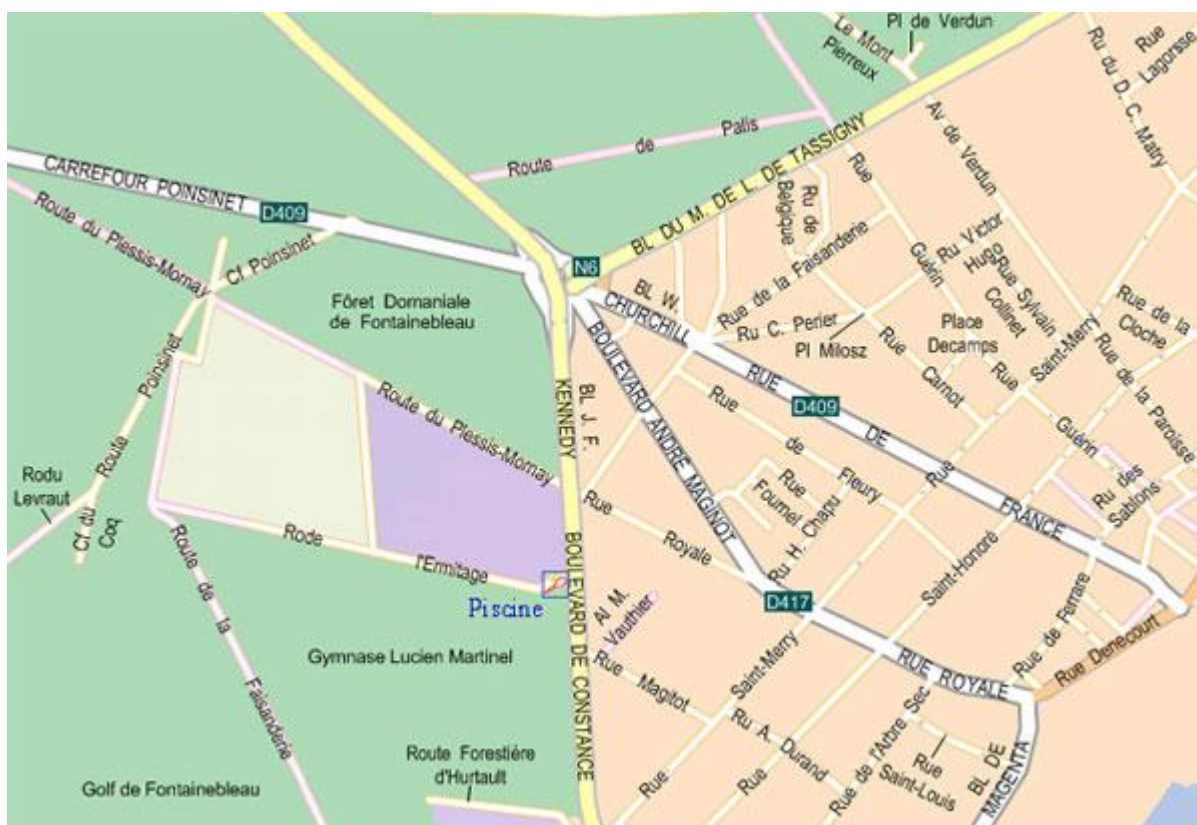 Pl de Verdun
Le Mont
Pierreux
Ru du D. C. Matry
Rue
Lagorsse
Route de Palis
BL DU M. DE L. DE TASSIGNY
Av de Verdun
Rue
CARREFOUR POINSINET
D409
Route du Plessis-Mornay
Cf Poinsinet
N6
Ru de
Belgique
Rue de la Faisanderie
Guérin
Ru Victor
Hugo
Rue Sylvain
Collinet
Saint-Merry
Rue de la
Cloche
Fôret Domaniale
de Fontainebleau
BL W.
CHURCHILL
Ru C. Perier
Pl Milosz
Place
Decamps
Rue
Carnot
Rue
Guérin
Rue de la Paroisse
Poinsinet
Route
Route du Plessis-Mornay
KENNEDY
BL J. F.
BOULEVARD ANDRÉ MAGINOT
RUE
D409
DE
FRANCE
Rue
de
Fleury
Rue
Ru des
Sablons
Rodu
Levraut
Cf du
Coq
Rode
l'Ermitage
Rue
Royale
Rue
Fournel
Ru H. Chapu
Saint-Honoré
Route de la
Faisanderie
Piscine
BOULEVARD DE CONSTANCE
Al M.
Vauthier
D417
Rue de Ferrare
Rue Denecourt
Gymnase Lucien Martinel
Rue Magitot
Saint-Merry
RUE ROYALE
Ru A. Durand
Rue de l'Arbre Sec
Rue
Saint-Louis
BL DE
MAGENTA
Route Forestière
d'Hurtault
Rue
Rue
Golf de Fontainebleau